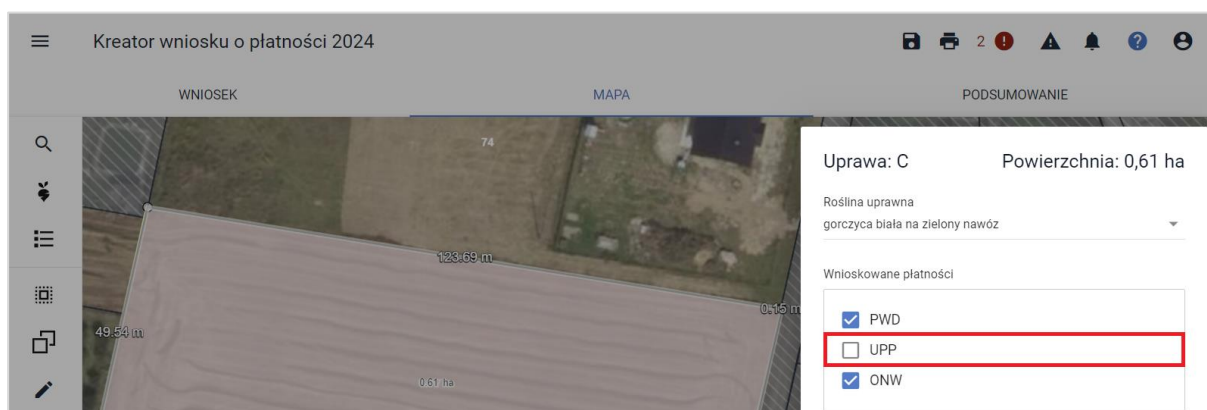 Kreator wniosku o płatności 2024
2
WNIOSEK
MAPA
PODSUMOWANIE
74
123.69 m
0.15 m
49.54 m
0.61 ha
Uprawa: C
Powierzchnia: 0,61 ha
Roślina uprawna
gorczyca biała na zielony nawóz
Wnioskowane płatności
PWD
UPP
ONW